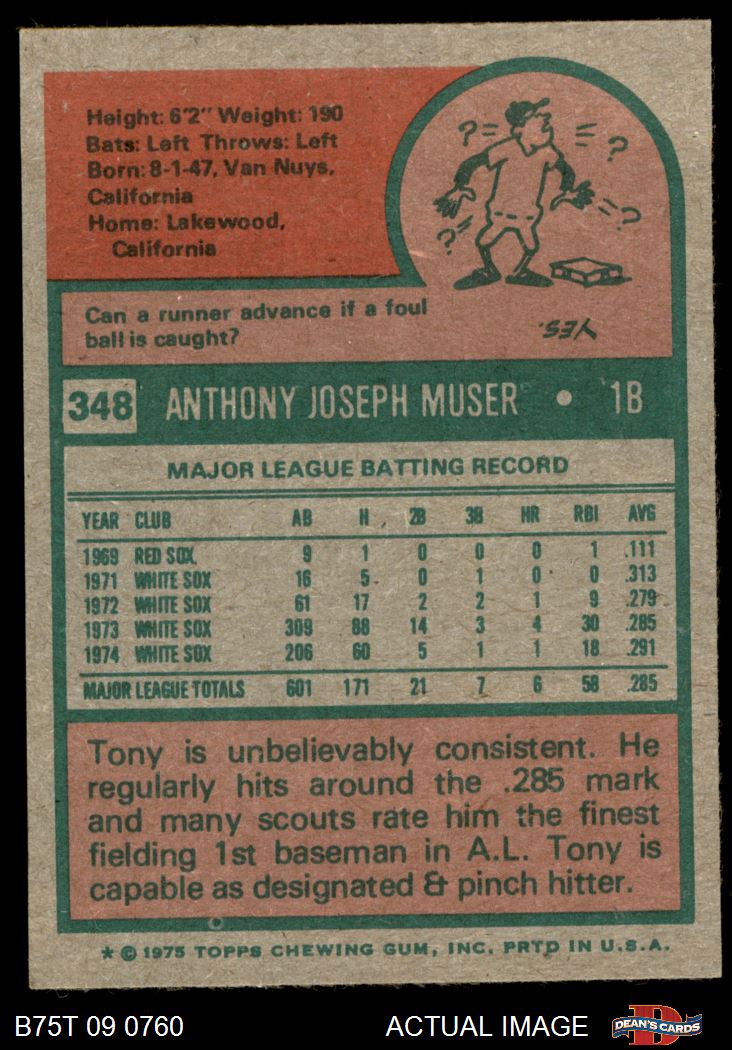 Height: 6'2" Weight: 190
Bats: Left Throws: Left
Born: 8-1-47, Van Nuys,
California
Home: Lakewood,
California
?
?
?
?
Can a runner advance if a foul
ball is caught?
YES.
348 ANTHONY JOSEPH MUSER • 1B
MAJOR LEAGUE BATTING RECORD
YEAR CLUB AB H 2B 3B HR RBI AVG
1969 RED SOX 9 1 0 0 0 1 .111
1971 WHITE SOX 16 5 0 1 0 0 .313
1972 WHITE SOX 61 17 2 2 1 9 .279
1973 WHITE SOX 309 88 14 3 4 30 .285
1974 WHITE SOX 206 60 5 1 1 18 .291
MAJOR LEAGUE TOTALS 601 171 21 7 6 58 .285
Tony is unbelievably consistent. He
regularly hits around the .285 mark
and many scouts rate him the finest
fielding 1st baseman in A.L. Tony is
capable as designated & pinch hitter.
* © 1975 TOPPS CHEWING GUM, INC. PRTD IN U.S.A.
B75T 09 0760 ACTUAL IMAGE D DEAN'S CARDS